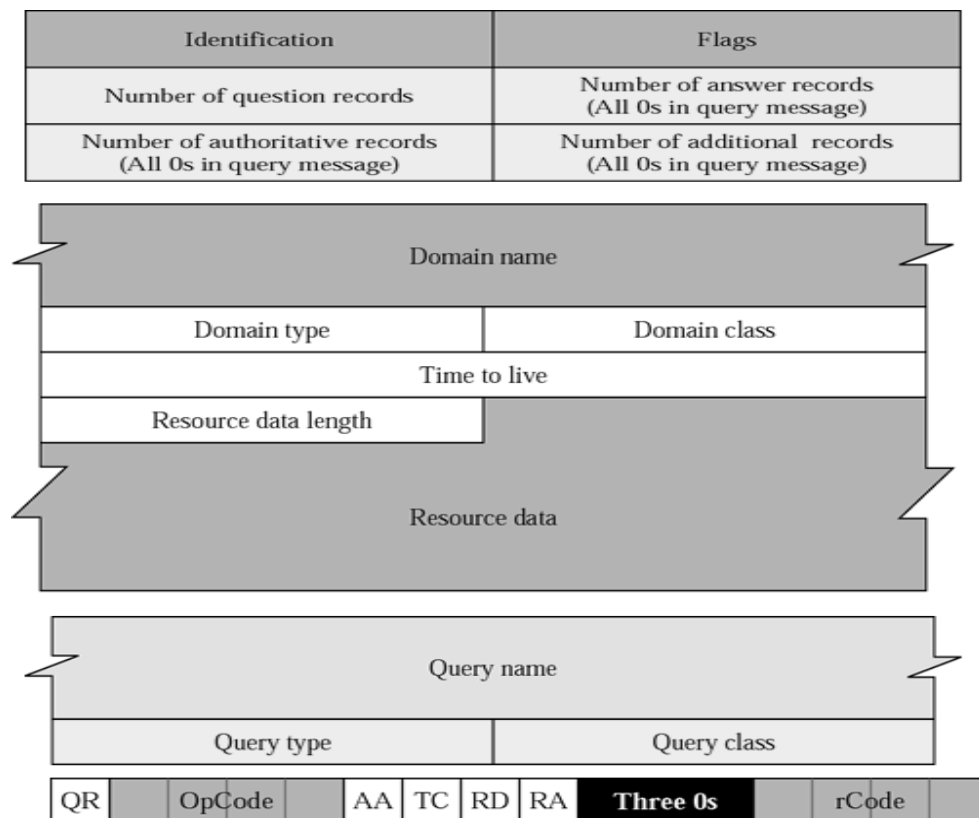 Identification
Flags
Number of question records
Number of answer records
(All 0s in query message)
Number of authoritative records
(All 0s in query message)
Number of additional records
(All 0s in query message)
Domain name
Domain type
Domain class
Time to live
Resource data length
Resource data
Query name
Query type
Query class
QR
OpCode
AA
TC
RD
RA
Three 0s
rCode